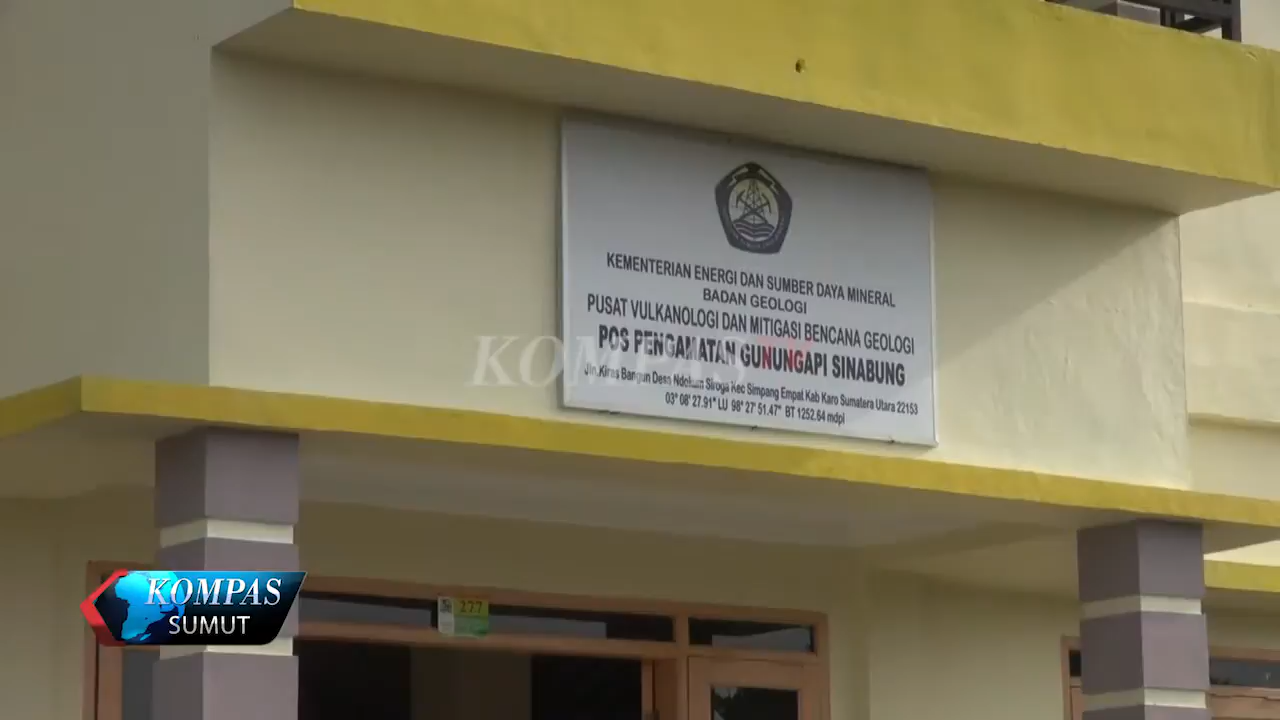 KEMENTERIAN ENERGI DAN SUMBER DAYA MINERAL
BADAN GEOLOGI
PUSAT VULKANOLOGI DAN MITIGASI BENCANA GEOLOGI
POS PENGAMATAN GUNUNGAPI SINABUNG
Jln.Kiras Bangun Desa Ndokum Siroga Kec Simpang Empat Kab Karo Sumatera Utara 22153
03° 08' 27.91" LU 98° 27' 51.47" BT 1252.64 mdpl
KOMPAS TV
277
KOMPAS
SUMUT